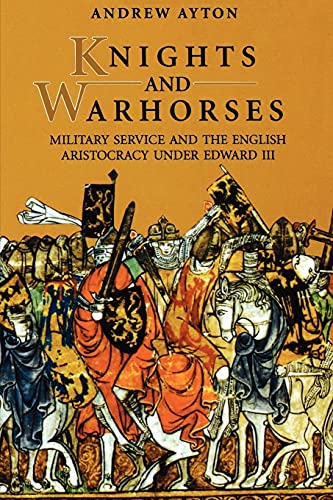 ANDREW AYTON
KNIGHTS
AND
WARHORSES
MILITARY SERVICE AND THE ENGLISH
ARISTOCRACY UNDER EDWARD III